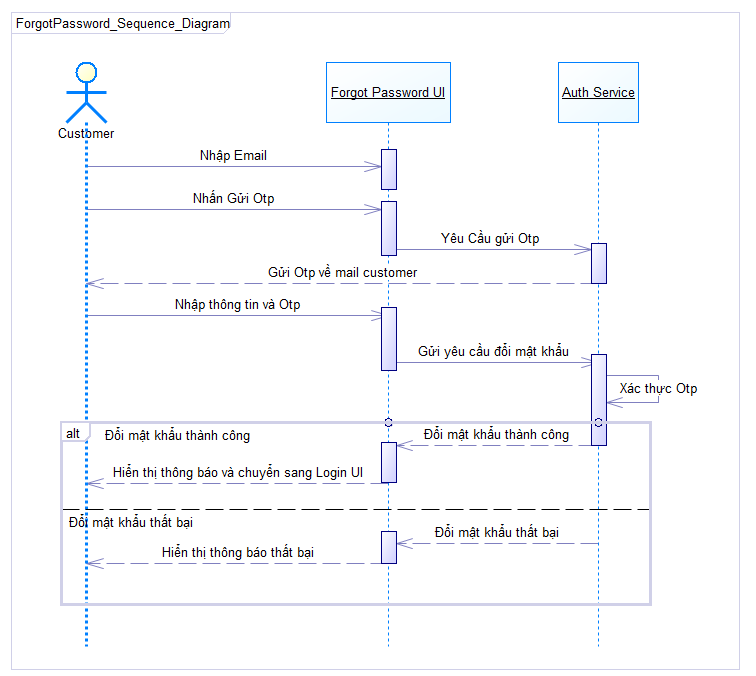 ForgotPassword_Sequence_Diagram
Customer
Forgot Password UI
Auth Service
Nhập Email
Nhấn Gửi Otp
Yêu Cầu gửi Otp
Gửi Otp về mail customer
Nhập thông tin và Otp
Gửi yêu cầu đổi mật khẩu
Xác thực Otp
alt
Đổi mật khẩu thành công
Đổi mật khẩu thành công
Hiển thị thông báo và chuyển sang Login UI
Đổi mật khẩu thất bại
Đổi mật khẩu thất bại
Hiển thị thông báo thất bại